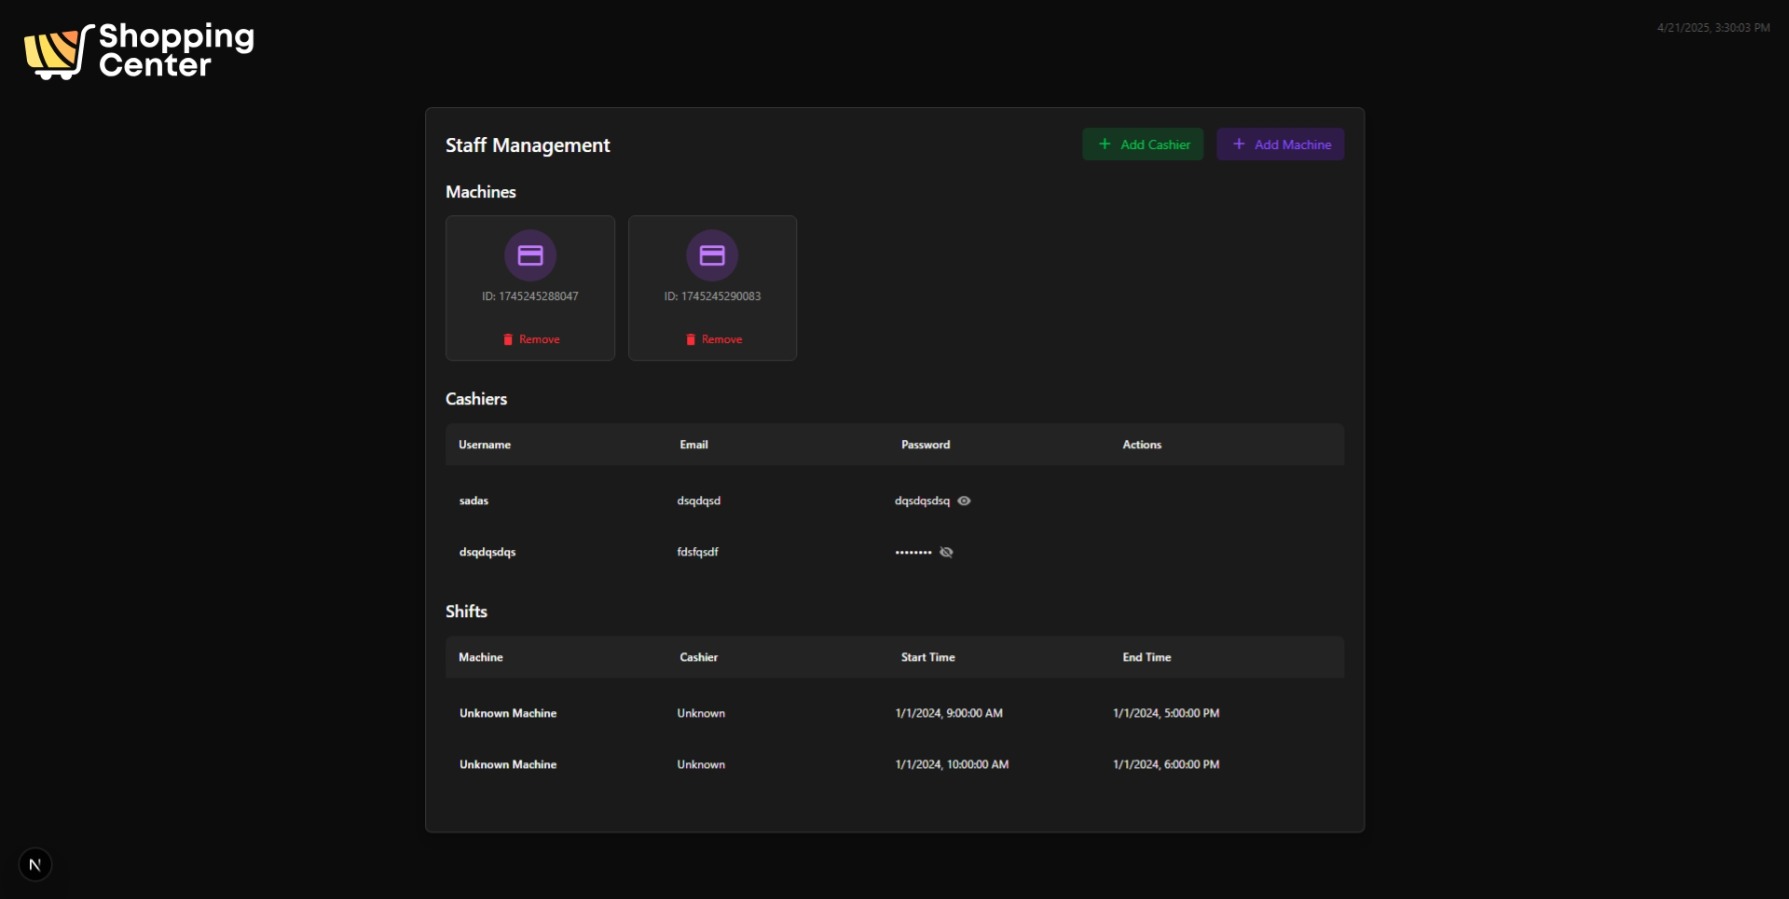 Shopping
Center
4/21/2025, 3:30:03 PM
Staff Management
+ Add Cashier
+ Add Machine
Machines
ID: 1745245288047
ID: 1745245290083
Remove
Remove
Cashiers
Username Email Password Actions
sadas dsqdqsd dqsdqsdsq
dsqdqsdqs fdsfqsdf ••••••••
Shifts
Machine Cashier Start Time End Time
Unknown Machine Unknown 1/1/2024, 9:00:00 AM 1/1/2024, 5:00:00 PM
Unknown Machine Unknown 1/1/2024, 10:00:00 AM 1/1/2024, 6:00:00 PM
N